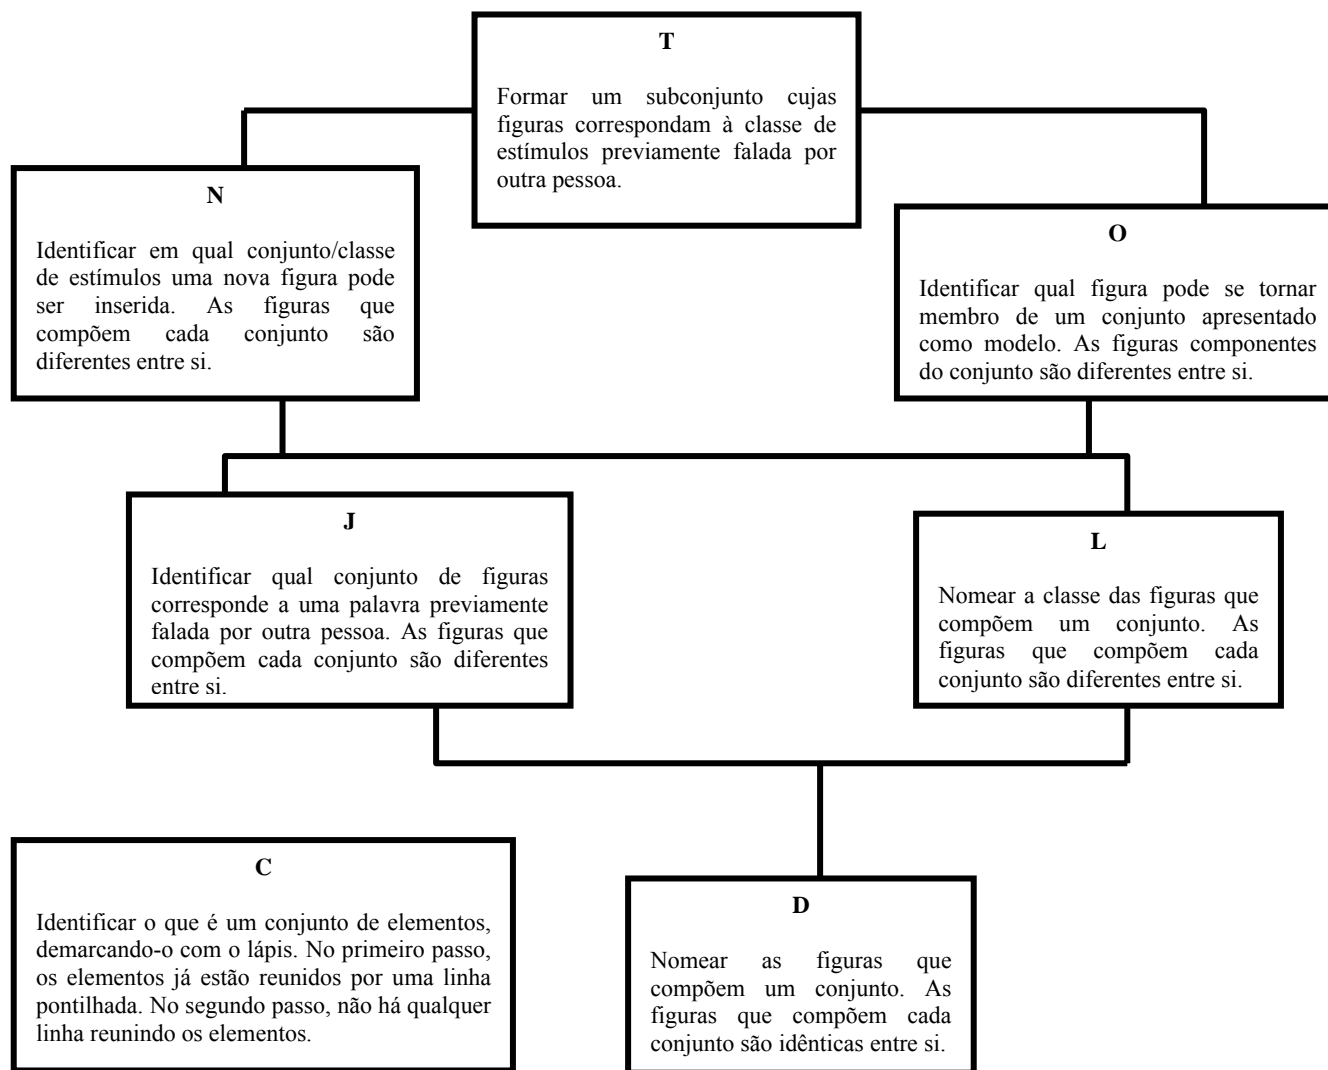 T
Formar um subconjunto cujas
figuras correspondam à classe de
estímulos previamente falada por
outra pessoa.
N
Identificar em qual conjunto/classe
de estímulos uma nova figura pode
ser inserida. As figuras que
compõem cada conjunto são
diferentes entre si.
O
Identificar qual figura pode se tornar
membro de um conjunto apresentado
como modelo. As figuras componentes
do conjunto são diferentes entre si.
J
Identificar qual conjunto de figuras
corresponde a uma palavra previamente
falada por outra pessoa. As figuras que
compõem cada conjunto são diferentes
entre si.
L
Nomear a classe das figuras que
compõem um conjunto. As
figuras que compõem cada
conjunto são diferentes entre si.
C
Identificar o que é um conjunto de elementos,
demarcando-o com o lápis. No primeiro passo,
os elementos já estão reunidos por uma linha
pontilhada. No segundo passo, não há qualquer
linha reunindo os elementos.
D
Nomear as figuras que
compõem um conjunto. As
figuras que compõem cada
conjunto são idênticas entre si.